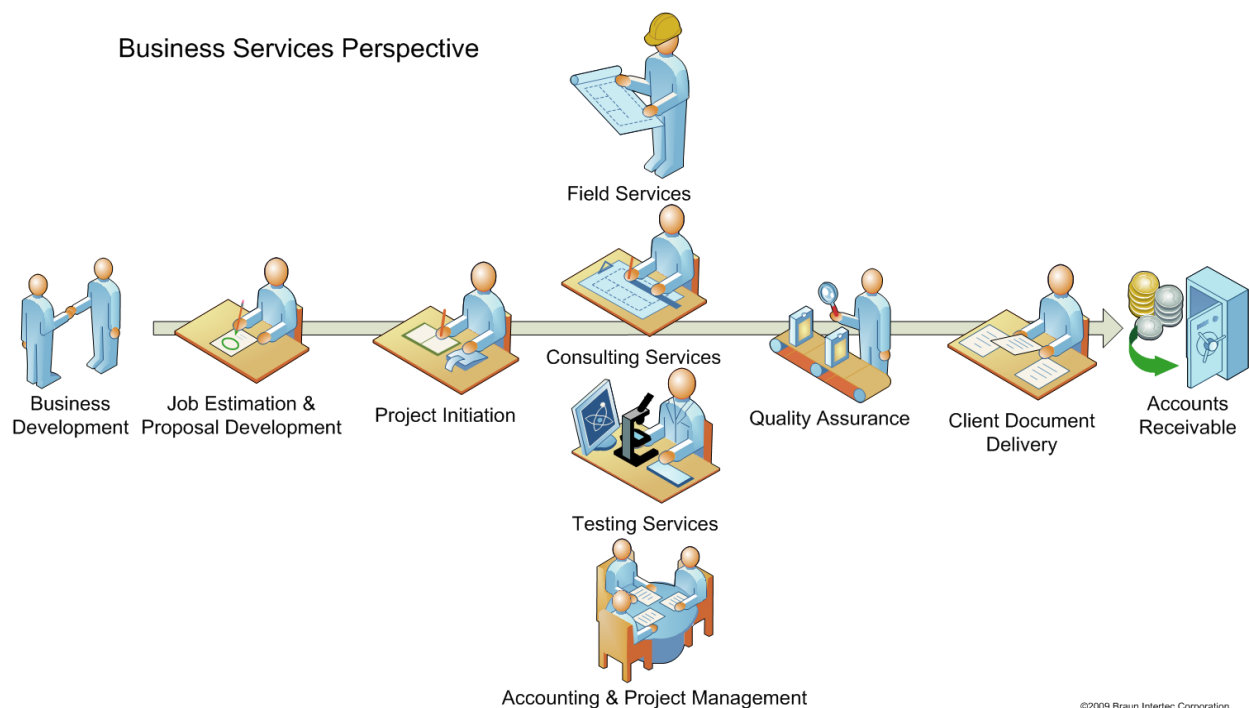 Business Services Perspective
Field Services
Business
Development
Job Estimation &
Proposal Development
Project Initiation
Consulting Services
Quality Assurance
Client Document
Delivery
Accounts
Receivable
Testing Services
Accounting & Project Management
©2009 Braun Intertec Corporation